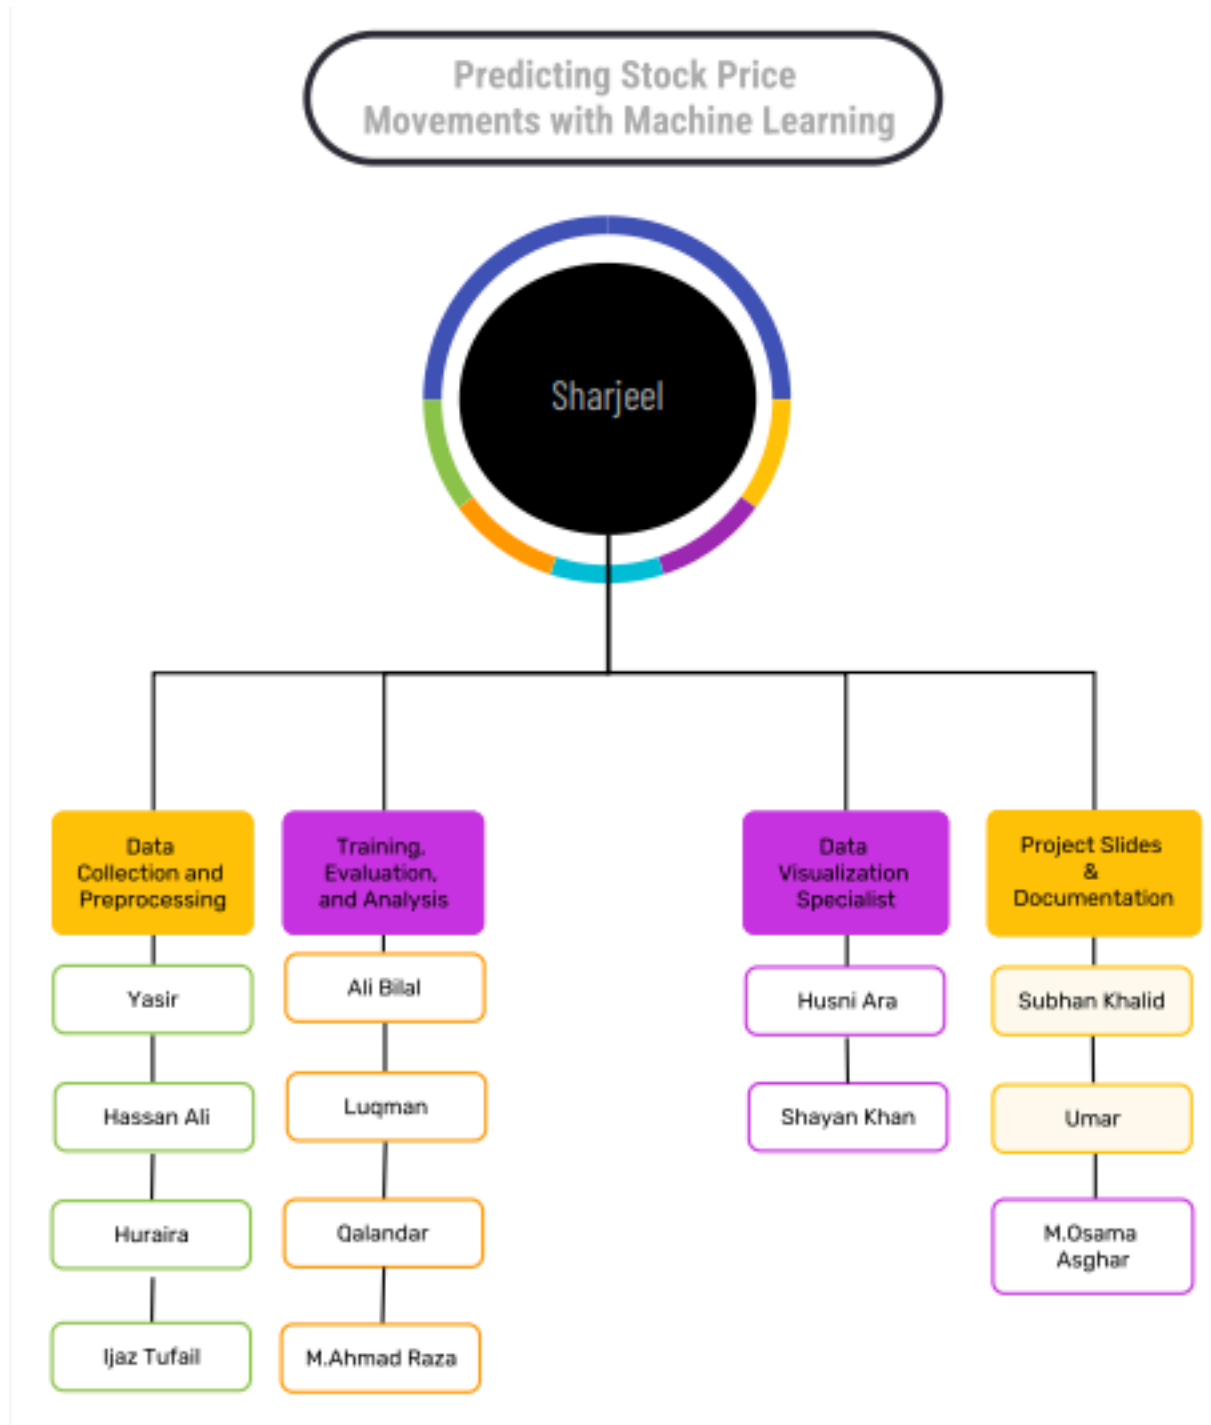 Predicting Stock Price
Movements with Machine Learning
Sharjeel
Data
Collection and
Preprocessing
Yasir
Hassan Ali
Huraira
Ijaz Tufail
Training,
Evaluation,
and Analysis
Ali Bilal
Luqman
Qalandar
M.Ahmad Raza
Data
Visualization
Specialist
Husni Ara
Shayan Khan
Project Slides
&
Documentation
Subhan Khalid
Umar
M.Osama
Asghar